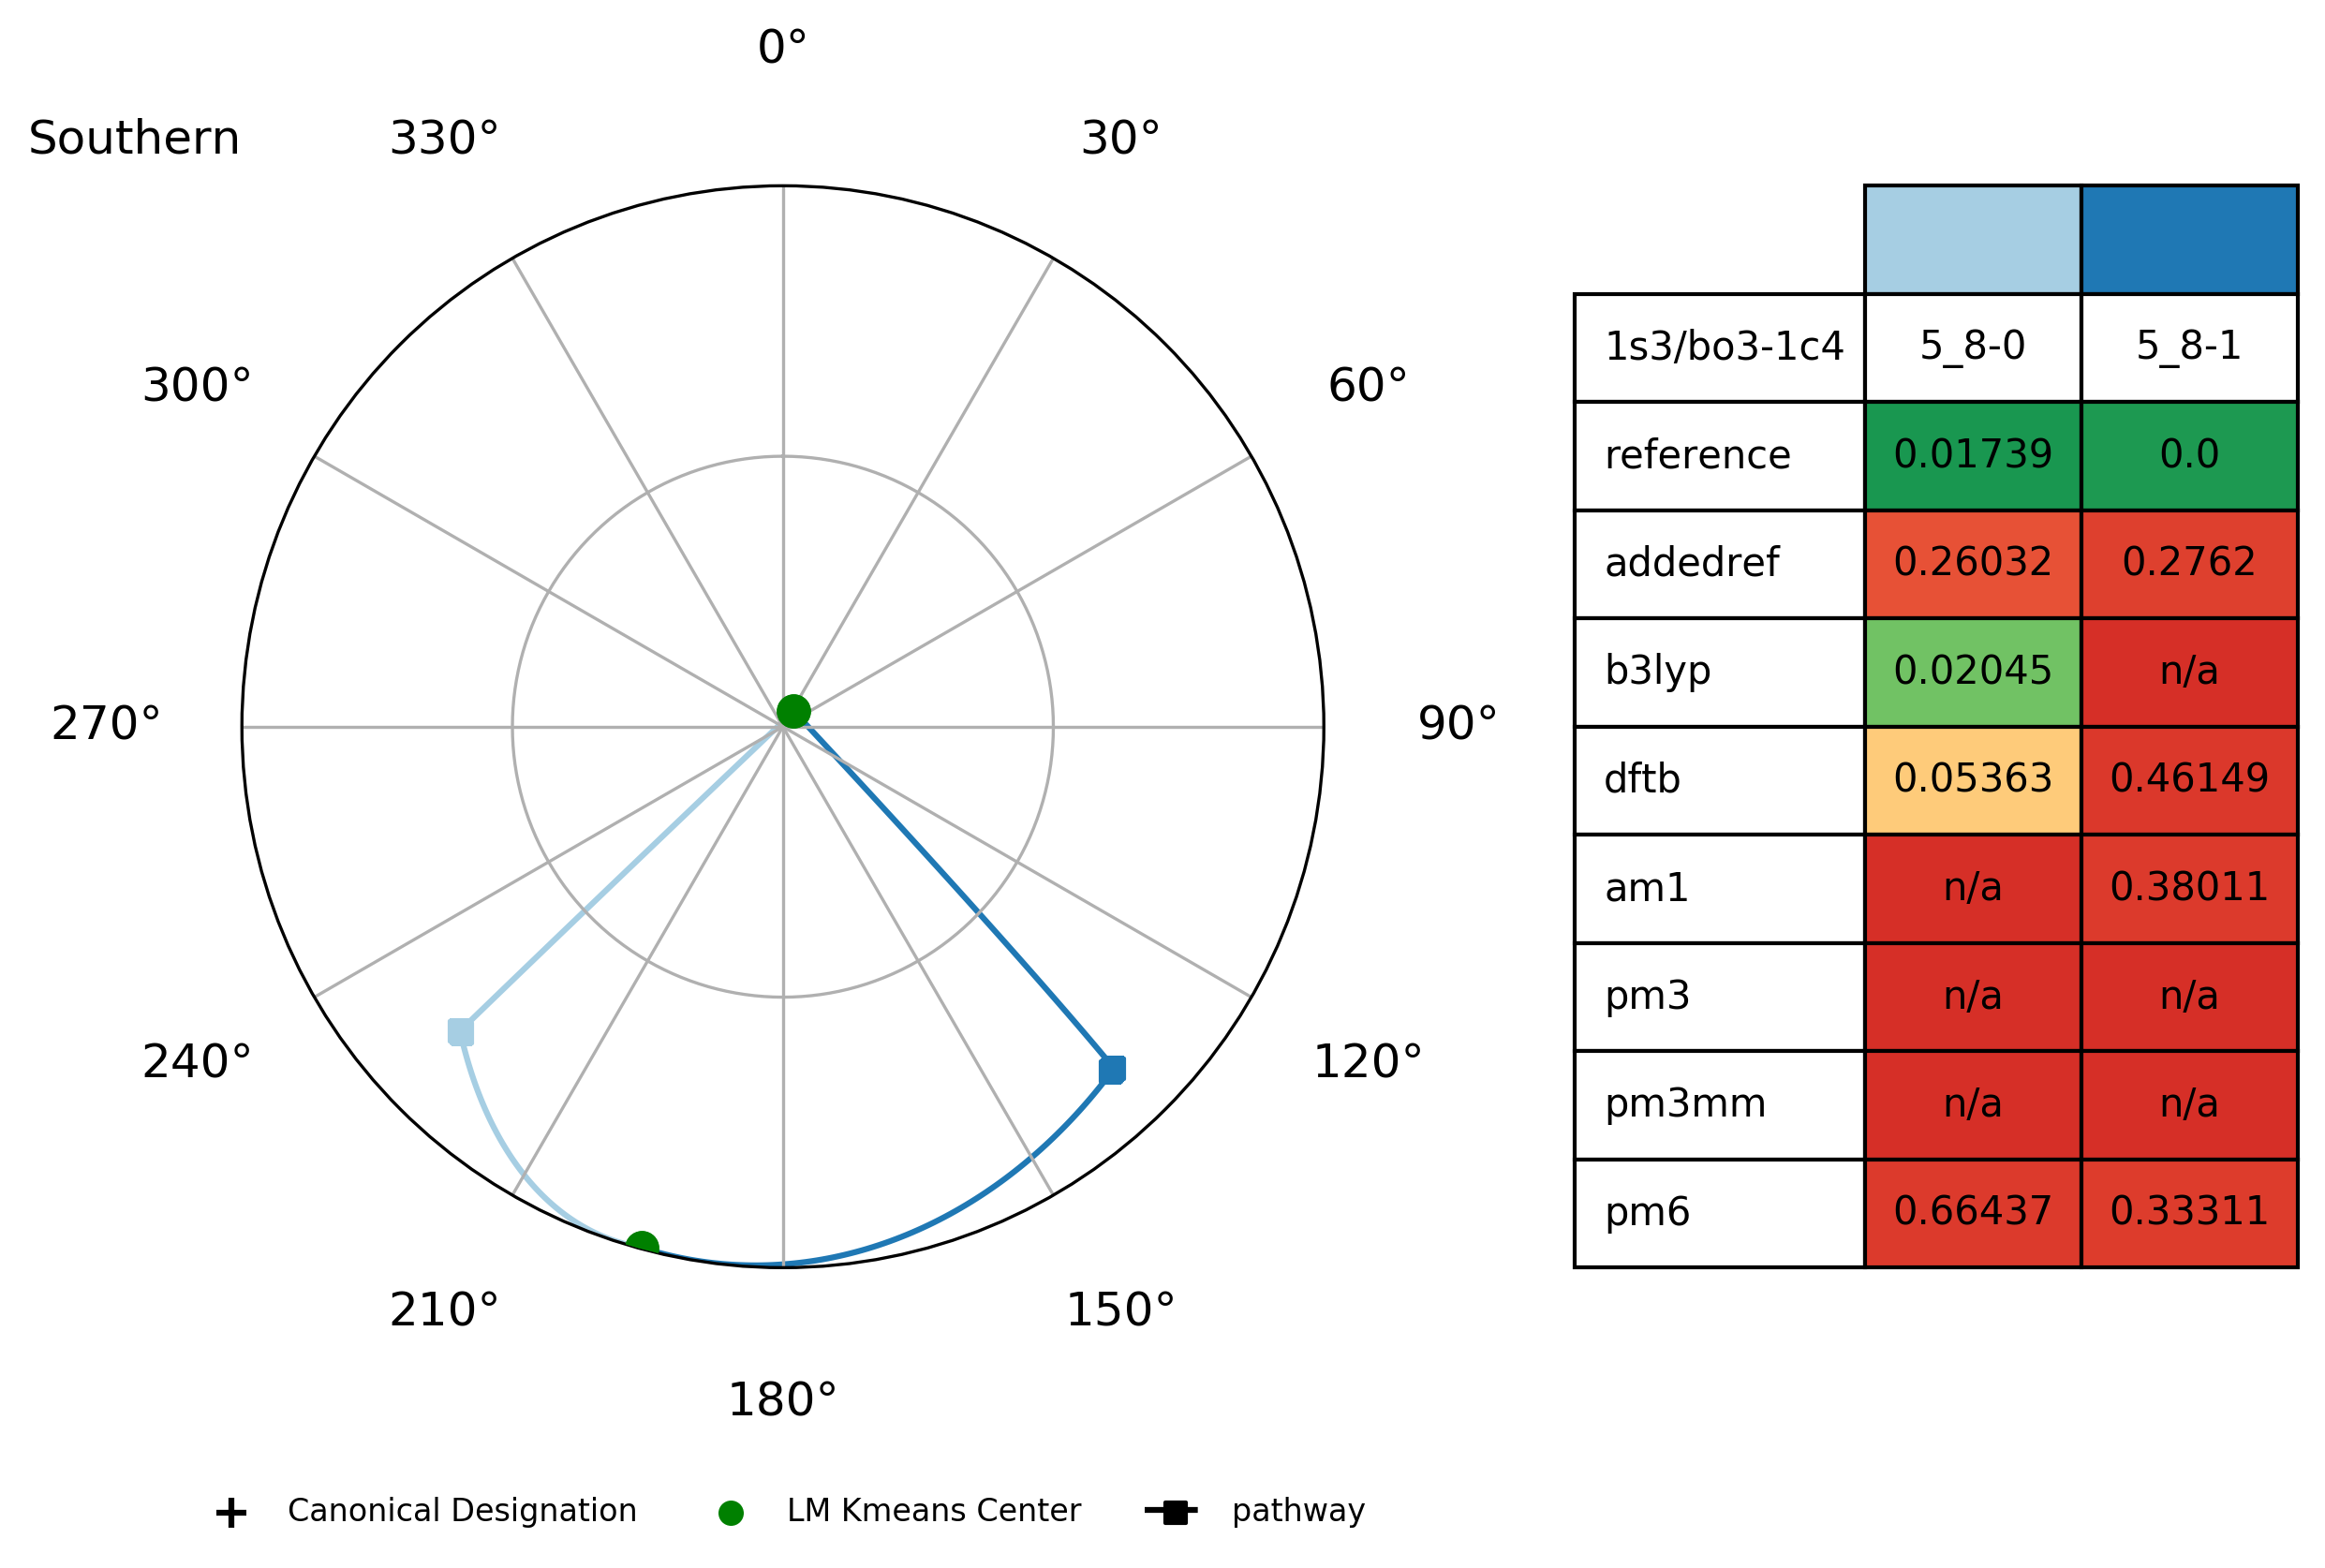 0°
Southern 330° 30°
300° 60°
270° 90°
240° 120°
210° 150°
180°
1s3/bo3-1c4 5_8-0 5_8-1
reference 0.01739 0.0
addedref 0.26032 0.2762
b3lyp 0.02045 n/a
dftb 0.05363 0.46149
am1 n/a 0.38011
pm3 n/a n/a
pm3mm n/a n/a
pm6 0.66437 0.33311
Canonical Designation LM Kmeans Center pathway